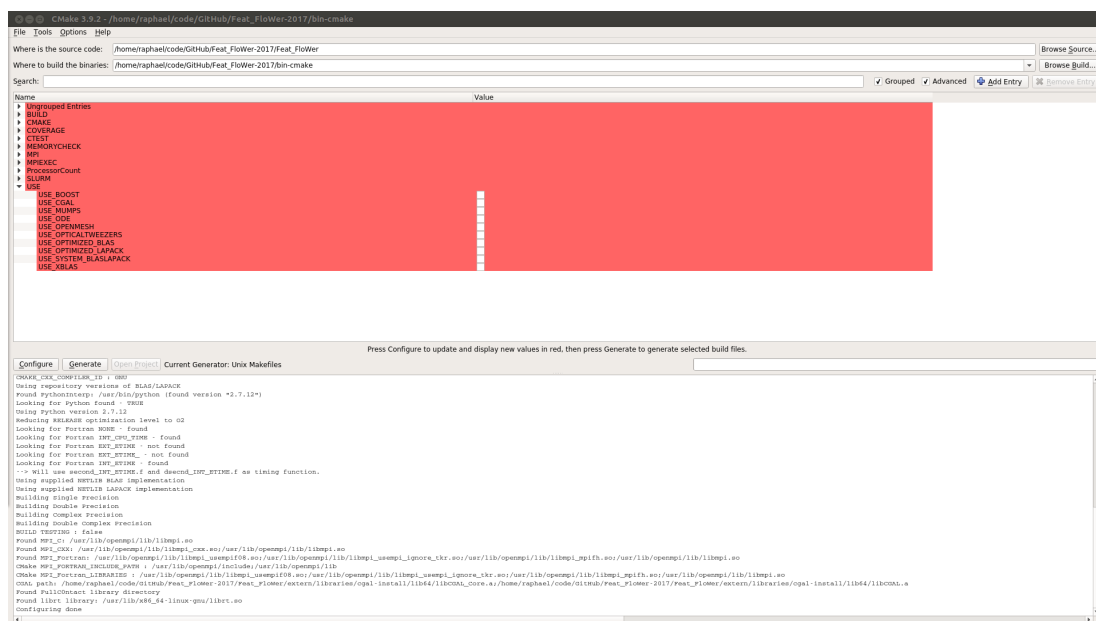 CMake 3.9.2 - /home/raphael/code/GitHub/Feat_FloWer-2017/bin-cmake
File Tools Options Help
Where is the source code: /home/raphael/code/GitHub/Feat_FloWer-2017/Feat_FloWer Browse Source..
Where to build the binaries: /home/raphael/code/GitHub/Feat_FloWer-2017/bin-cmake Browse Build...
Search: Grouped Advanced Add Entry Remove Entry
Name Value
Ungrouped Entries
BUILD
CMAKE
COVERAGE
CTEST
MEMORYCHECK
MPI
MPIEXEC
ProcessorCount
SLURM
USE
USE_BOOST
USE_CGAL
USE_MUMPS
USE_ODE
USE_OPENMESH
USE_OPTICALTWEEZERS
USE_OPTIMIZED_BLAS
USE_OPTIMIZED_LAPACK
USE_SYSTEM_BLASLAPACK
USE_XBLAS
Press Configure to update and display new values in red, then press Generate to generate selected build files.
Configure Generate Open Project Current Generator: Unix Makefiles
CMAKE_CXX_COMPILER_ID : GNU
Using repository versions of BLAS/LAPACK
Found PythonInterp: /usr/bin/python (found version "2.7.12")
Looking for Python found - TRUE
Using Python version 2.7.12
Reducing RELEASE optimization level to O2
Looking for Fortran NONE - found
Looking for Fortran INT_CPU_TIME - found
Looking for Fortran EXT_ETIME - not found
Looking for Fortran EXT_ETIME_ - not found
Looking for Fortran INT_ETIME - found
--> Will use second_INT_ETIME.f and dsecnd_INT_ETIME.f as timing function.
Using supplied NETLIB BLAS implementation
Using supplied NETLIB LAPACK implementation
Building Single Precision
Building Double Precision
Building Complex Precision
Building Double Complex Precision
BUILD TESTING : false
Found MPI_C: /usr/lib/openmpi/lib/libmpi.so
Found MPI_CXX: /usr/lib/openmpi/lib/libmpi_cxx.so;/usr/lib/openmpi/lib/libmpi.so
Found MPI_Fortran: /usr/lib/openmpi/lib/libmpi_usempif08.so;/usr/lib/openmpi/lib/libmpi_usempi_ignore_tkr.so;/usr/lib/openmpi/lib/libmpi_mpifh.so;/usr/lib/openmpi/lib/libmpi.so
CMake MPI_FORTRAN_INCLUDE_PATH : /usr/lib/openmpi/include;/usr/lib/openmpi/lib
CMake MPI_Fortran_LIBRARIES : /usr/lib/openmpi/lib/libmpi_usempif08.so;/usr/lib/openmpi/lib/libmpi_usempi_ignore_tkr.so;/usr/lib/openmpi/lib/libmpi_mpifh.so;/usr/lib/openmpi/lib/libmpi.so
CGAL path: /home/raphael/code/GitHub/Feat_FloWer-2017/Feat_FloWer/extern/libraries/cgal-install/lib64/libCGAL_Core.a;/home/raphael/code/GitHub/Feat_FloWer-2017/Feat_FloWer/extern/libraries/cgal-install/lib64/libCGAL.a
Found FullC0ntact library directory
Found librt library: /usr/lib/x86_64-linux-gnu/librt.so
Configuring done